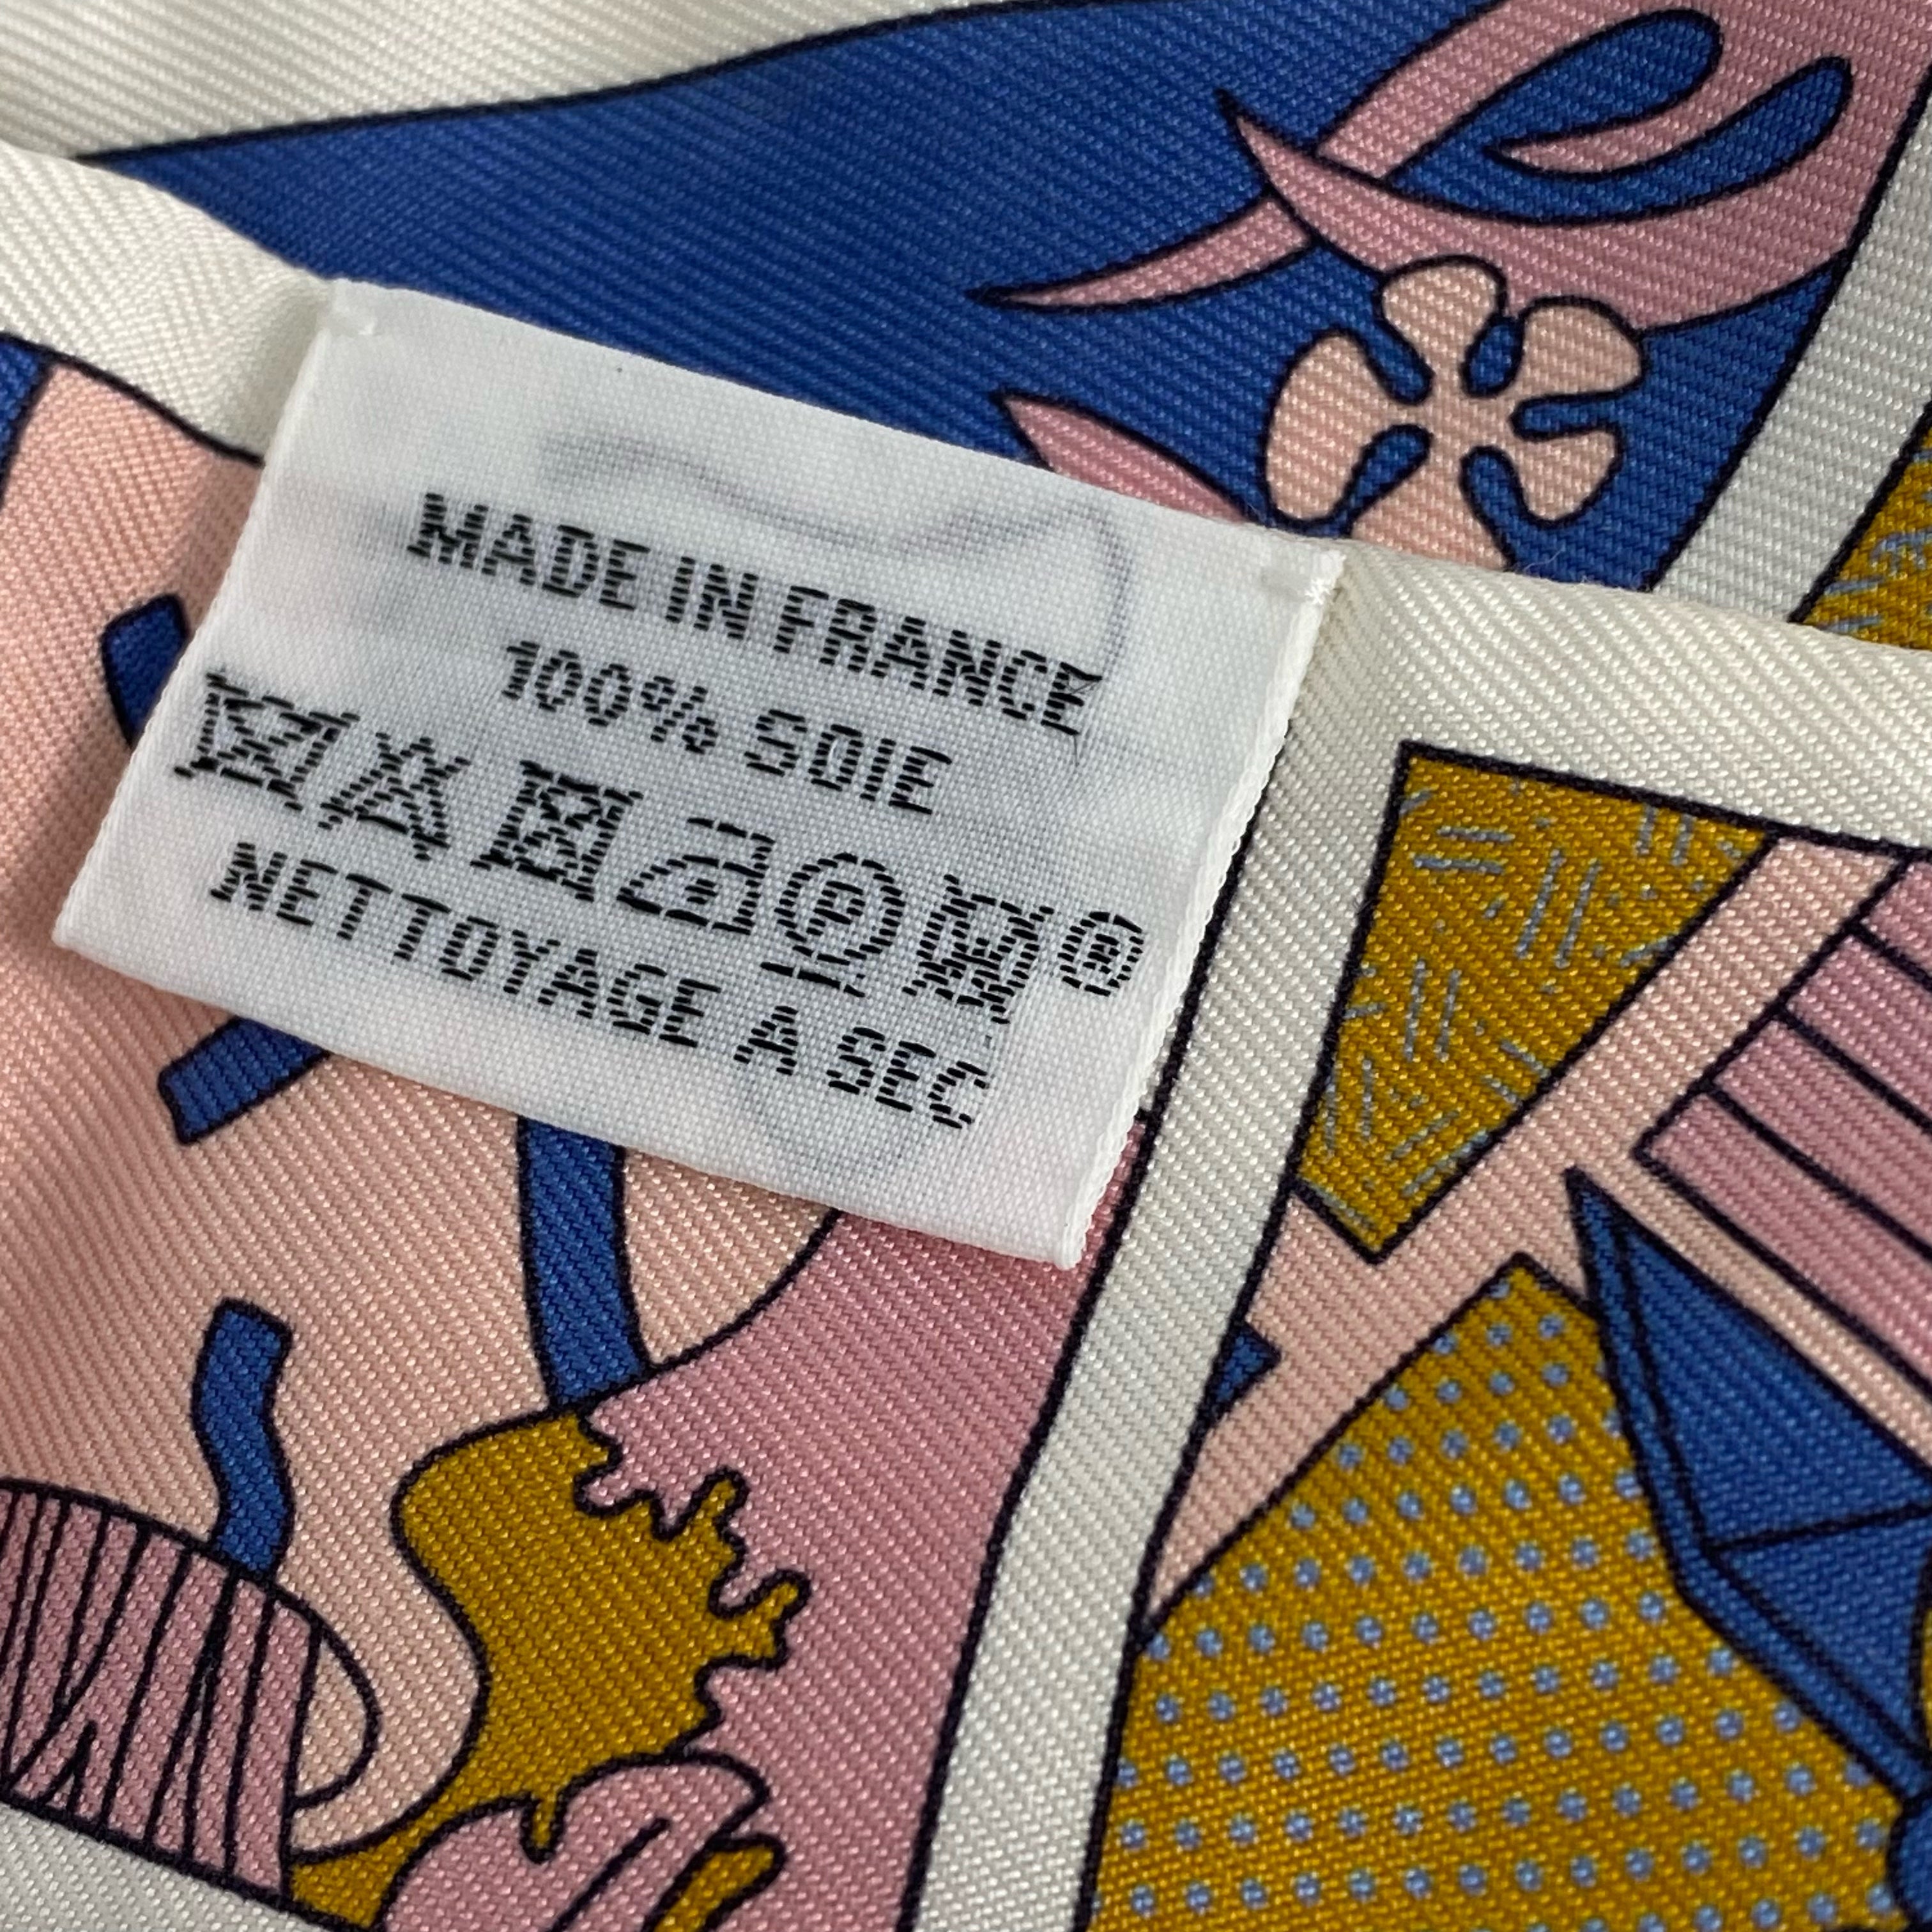 MADE IN FRANCE
100% SOIE
P
NETTOYAGE A SEC